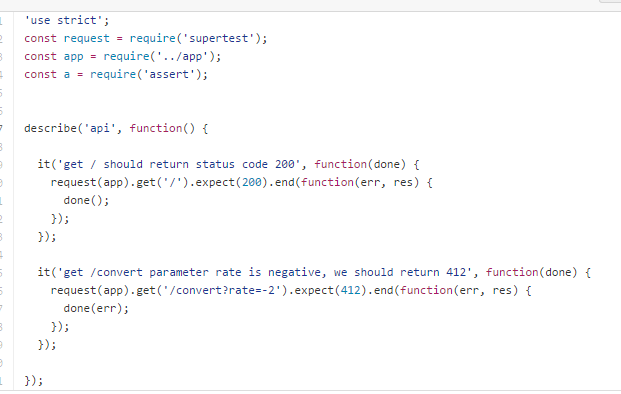 'use strict';
const request = require('supertest');
const app = require('../app');
const a = require('assert');
describe('api', function() {
it('get / should return status code 200', function(done) {
request(app).get('/').expect(200).end(function(err, res) {
done();
});
});
it('get /convert parameter rate is negative, we should return 412', function(done) {
request(app).get('/convert?rate=-2').expect(412).end(function(err, res) {
done(err);
});
});
});